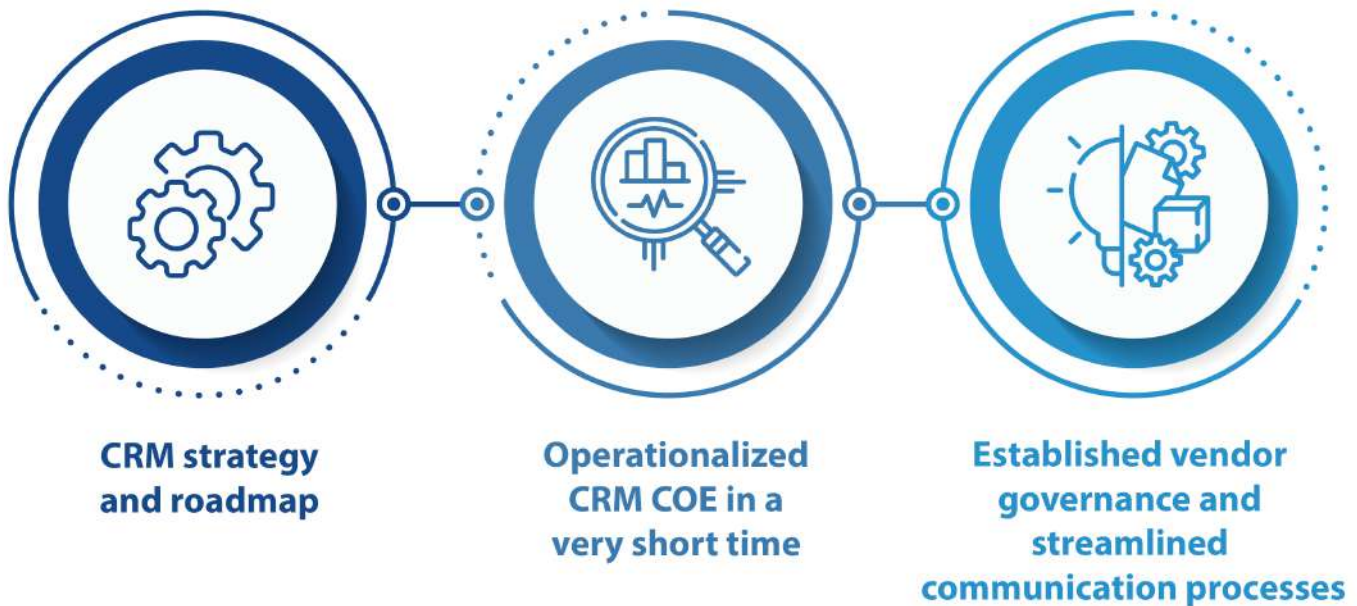 CRM strategy
and roadmap
Operationalized
CRM COE in a
very short time
Established vendor
governance and
streamlined
communication processes